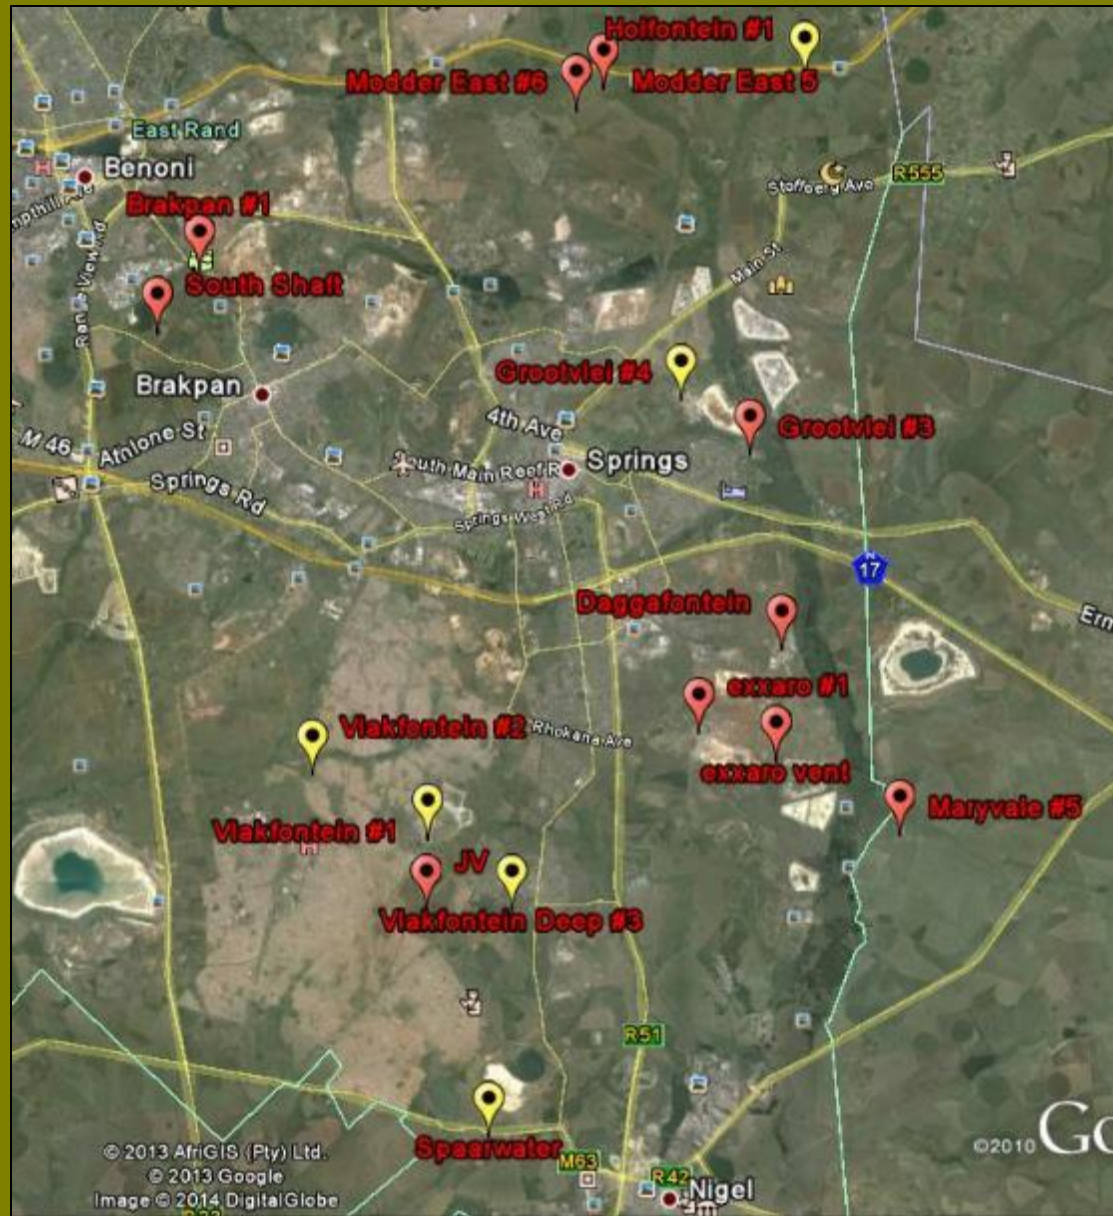 Holfontein #1
Modder East #6
Modder East 5
East Rand
Benoni
R555
Stoffberg Ave
Brakpan #1
Rangeview Rd
Main St
South Shaft
Grootvlei #4
Brakpan
4th Ave
Grootvlei #3
M 46
Athlone St
South Main Reef R
Springs
Springs Rd
Springs West Rd
17
Daggafontein
Erm
exxaro #1
Vlakfontein #2
Rhokana Ave
exxaro vent
Maryvale #5
Vlakfontein #1
JV
Vlakfontein Deep #3
R51
Spaarwater
© 2013 AfriGIS (Pty) Ltd.
© 2013 Google
Image © 2014 DigitalGlobe
©2010
Go
M63
R42
Nigel